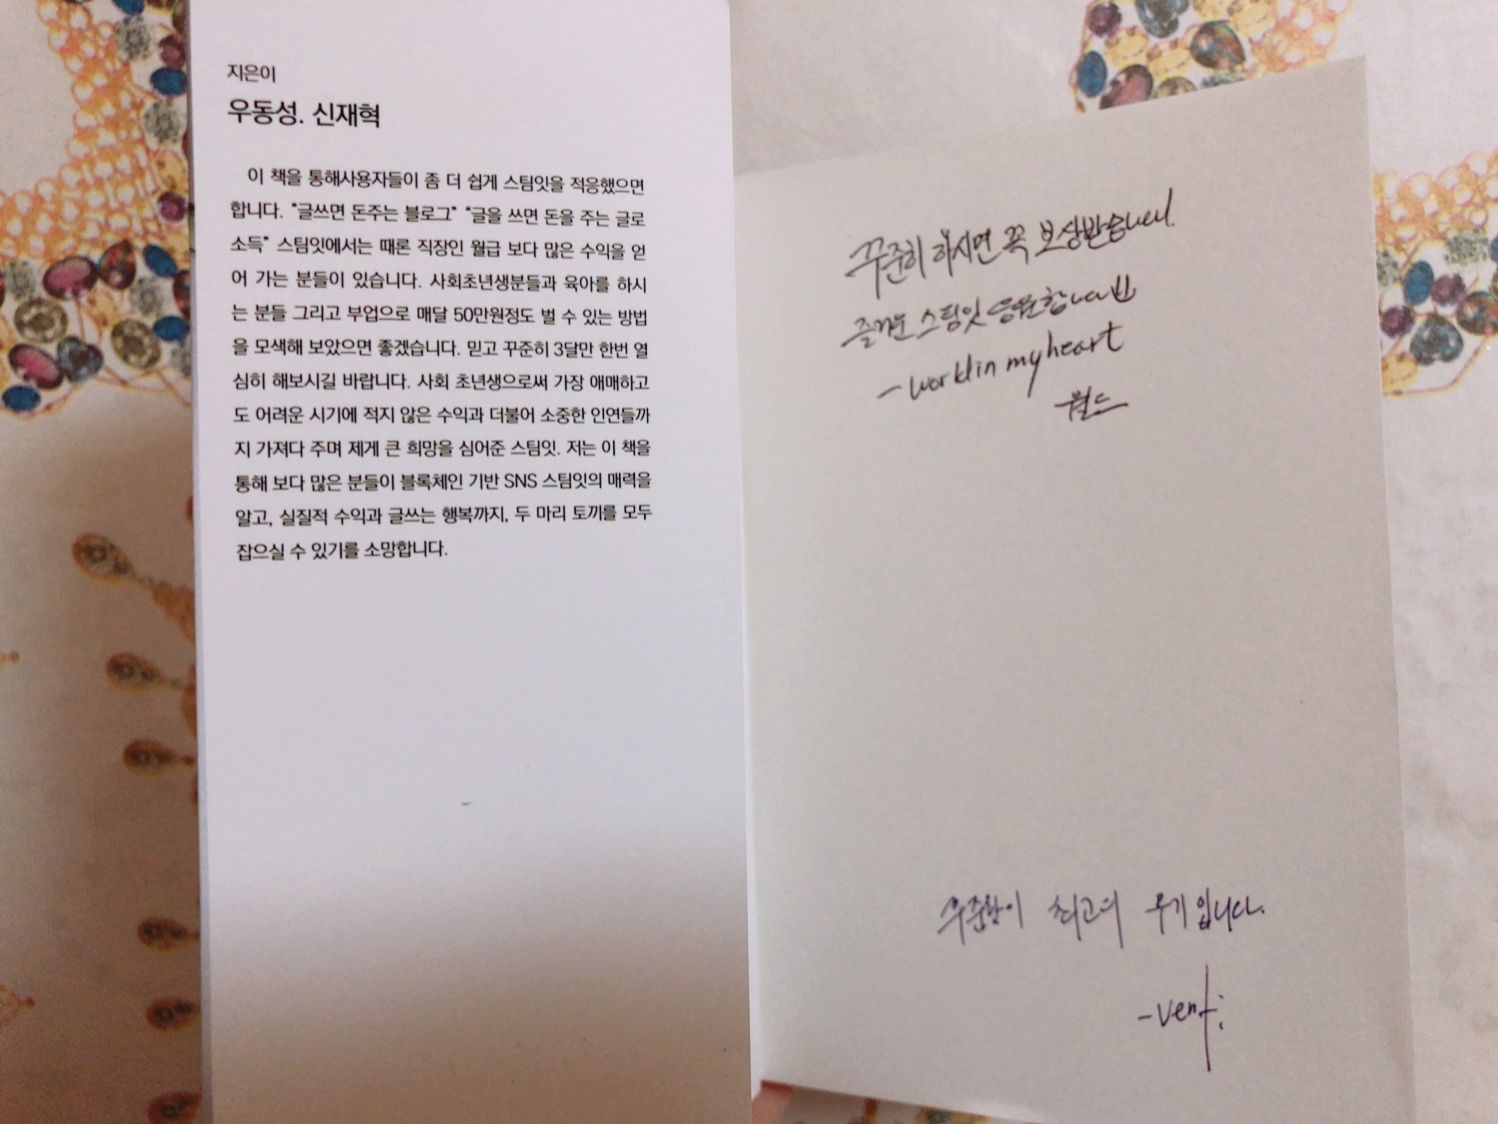 지은이
우동성. 신재혁
이 책을 통해사용자들이 좀 더 쉽게 스팀잇을 적응했으면
합니다. "글쓰면 돈주는 블로그" "글을 쓰면 돈을 주는 글로
소득" 스팀잇에서는 때론 직장인 월급 보다 많은 수익을 얻
어 가는 분들이 있습니다. 사회초년생분들과 육아를 하시
는 분들 그리고 부업으로 매달 50만원정도 벌 수 있는 방법
을 모색해 보았으면 좋겠습니다. 믿고 꾸준히 3달만 한번 열
심히 해보시길 바랍니다. 사회 초년생으로써 가장 애매하고
도 어려운 시기에 적지 않은 수익과 더불어 소중한 인연들까
지 가져다 주며 제게 큰 희망을 심어준 스팀잇. 저는 이 책을
통해 보다 많은 분들이 블록체인 기반 SNS 스팀잇의 매력을
알고, 실질적 수익과 글쓰는 행복까지, 두 마리 토끼를 모두
잡으실 수 있기를 소망합니다.
꾸준히 하시면 꼭 보상받습니다!
즐거운 스팀잇 응원합니다
- world in my heart
월드
꾸준함이 최고의 무기입니다.
- venti